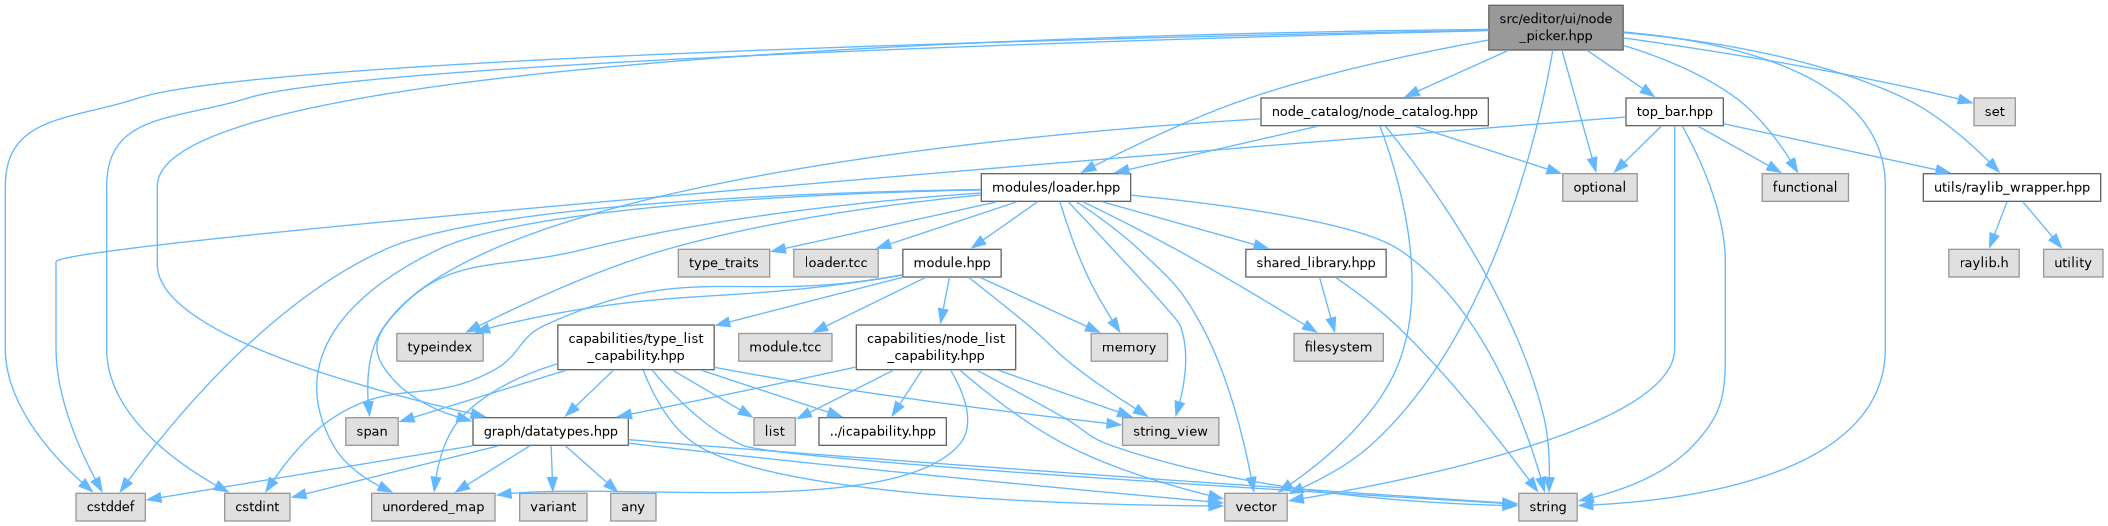 src/editor/ui/node
_picker.hpp
node_catalog/node_catalog.hpp
top_bar.hpp
set
modules/loader.hpp
optional
functional
utils/raylib_wrapper.hpp
type_traits
loader.tcc
module.hpp
shared_library.hpp
raylib.h
utility
typeindex
capabilities/type_list
_capability.hpp
module.tcc
capabilities/node_list
_capability.hpp
memory
filesystem
span
graph/datatypes.hpp
list
../icapability.hpp
string_view
cstddef
cstdint
unordered_map
variant
any
vector
string